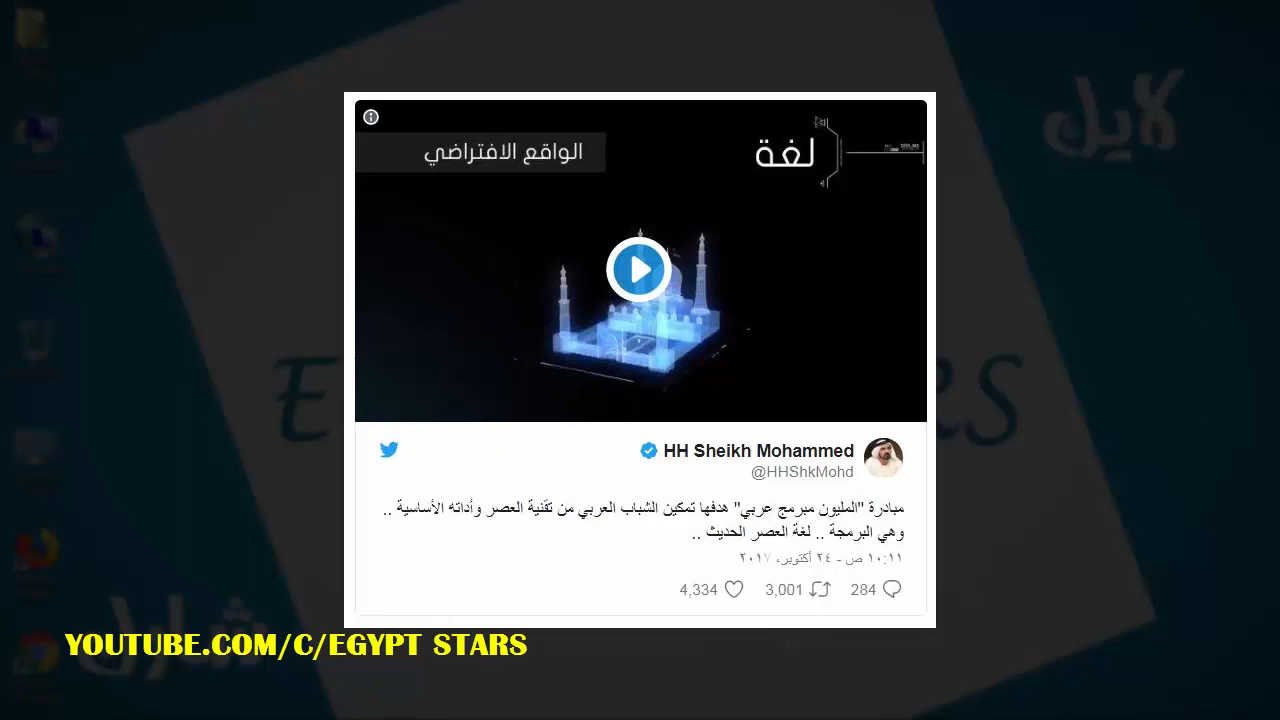 لغة
الواقع الافتراضي
HH Sheikh Mohammed
@HHShkMohd
مبادرة "المليون مبرمج عربي" هدفها تمكين الشباب العربي من تقنية العصر وأداته الأساسية ..
وهي البرمجة .. لغة العصر الحديث ..
١٠:١١ ص - ٢٤ أكتوبر، ٢٠١٧
284 3,001 4,334
لايك
شارك
YOUTUBE.COM/C/EGYPT STARS